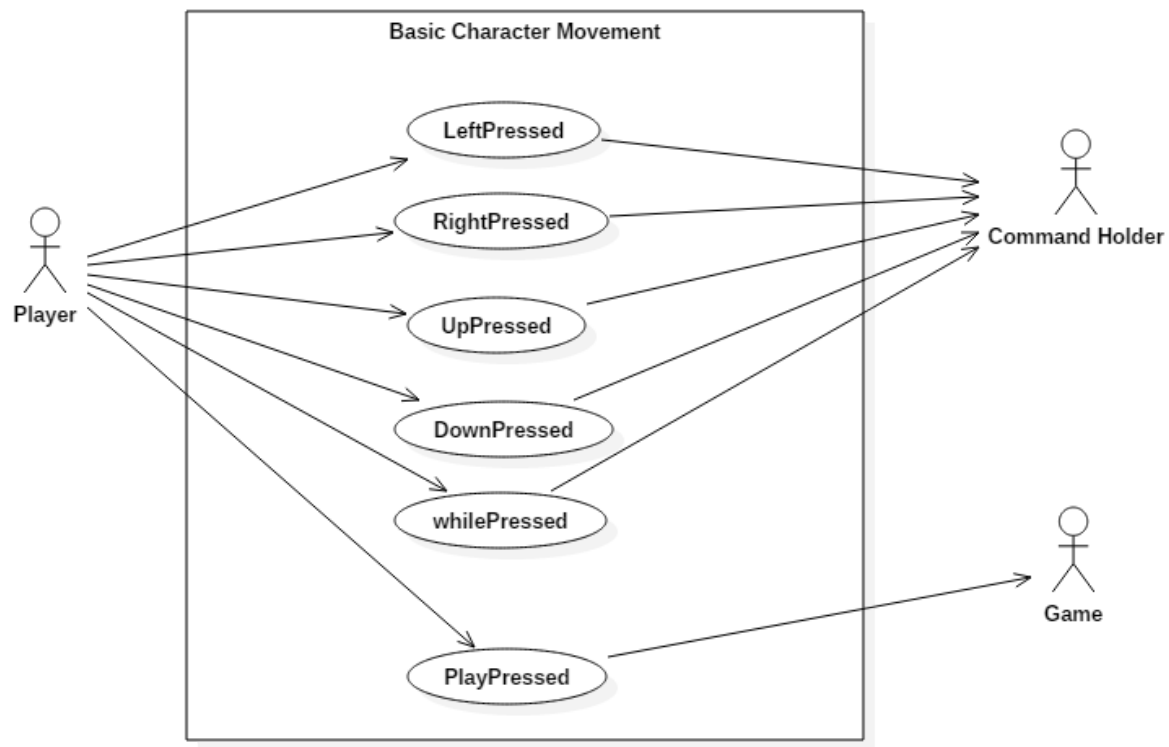 Basic Character Movement
LeftPressed
RightPressed
Command Holder
Player
UpPressed
DownPressed
whilePressed
Game
PlayPressed